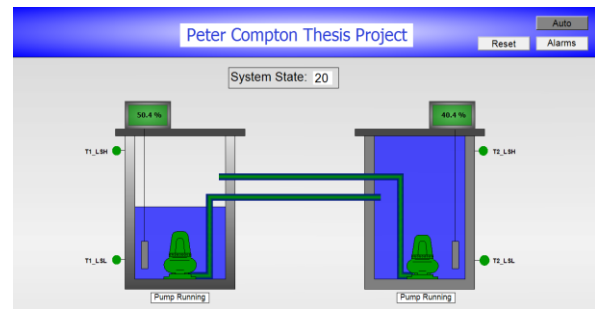 Auto
Peter Compton Thesis Project
Reset
Alarms
System State: 20
50.4 %
40.4 %
T1_LSH
T2_LSH
T1_LSL
T2_LSL
Pump Running
Pump Running